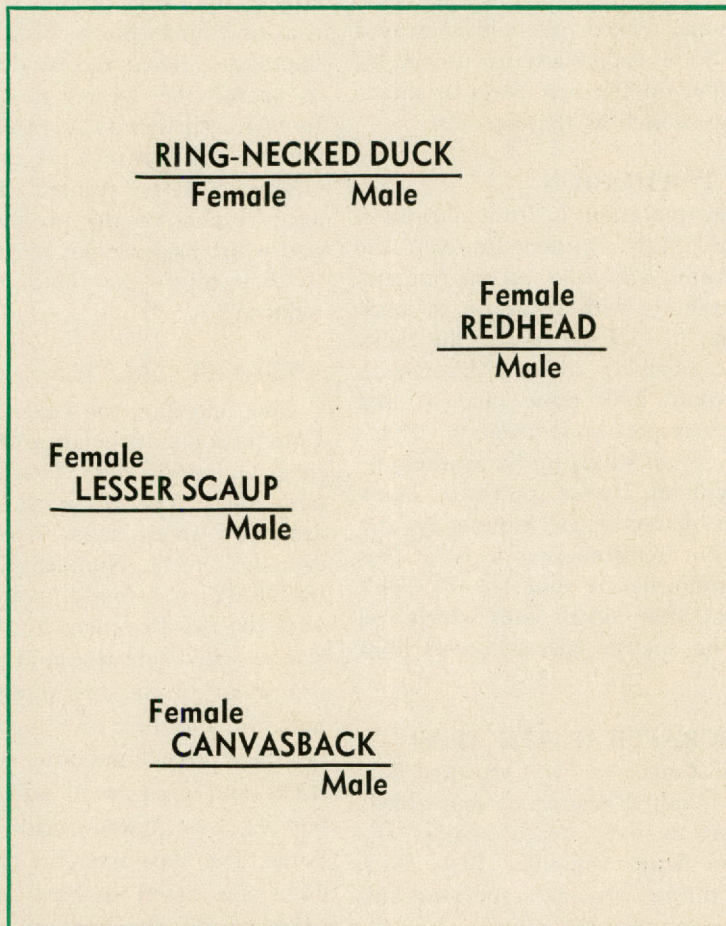 RING-NECKED DUCK
Female Male
Female
REDHEAD
Male
Female
LESSER SCAUP
Male
Female
CANVASBACK
Male